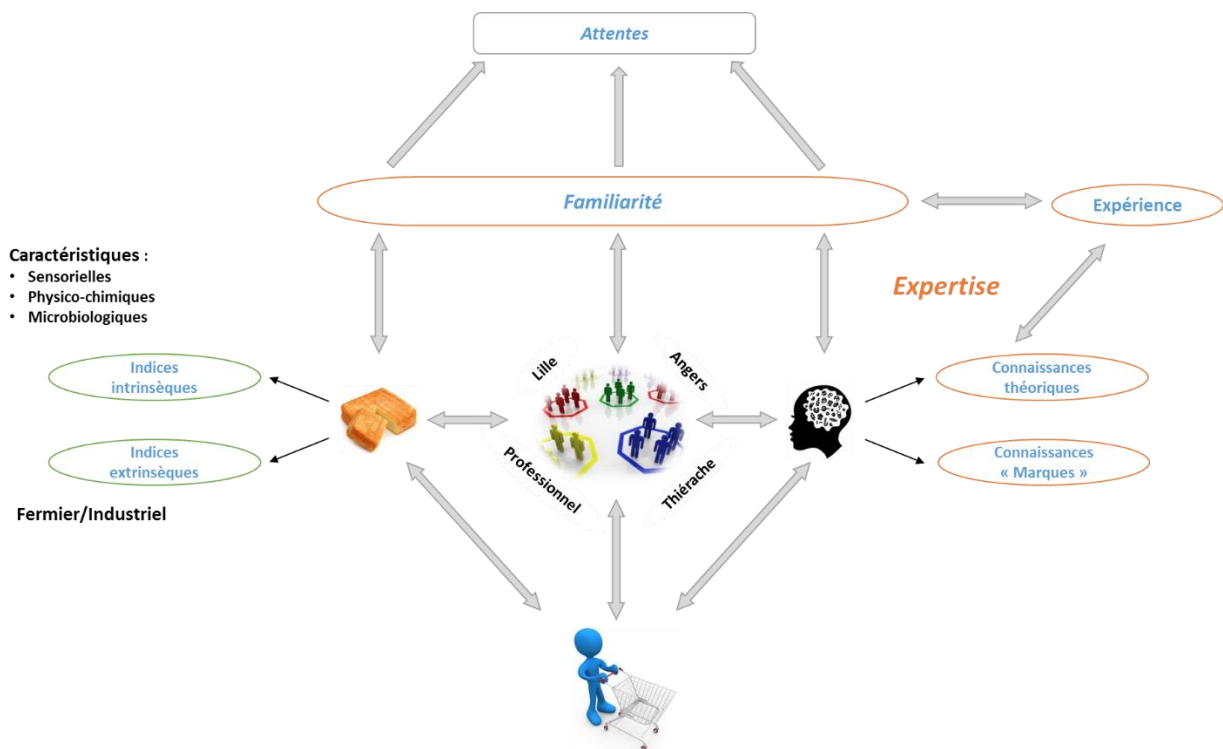 Attentes
Familiarité
Expérience
Caractéristiques :
• Sensorielles
• Physico-chimiques
• Microbiologiques
Expertise
Lille
Angers
Indices
intrinsèques
Connaissances
théoriques
Indices
extrinsèques
Professionnel
Thiérache
Connaissances
« Marques »
Fermier/Industriel